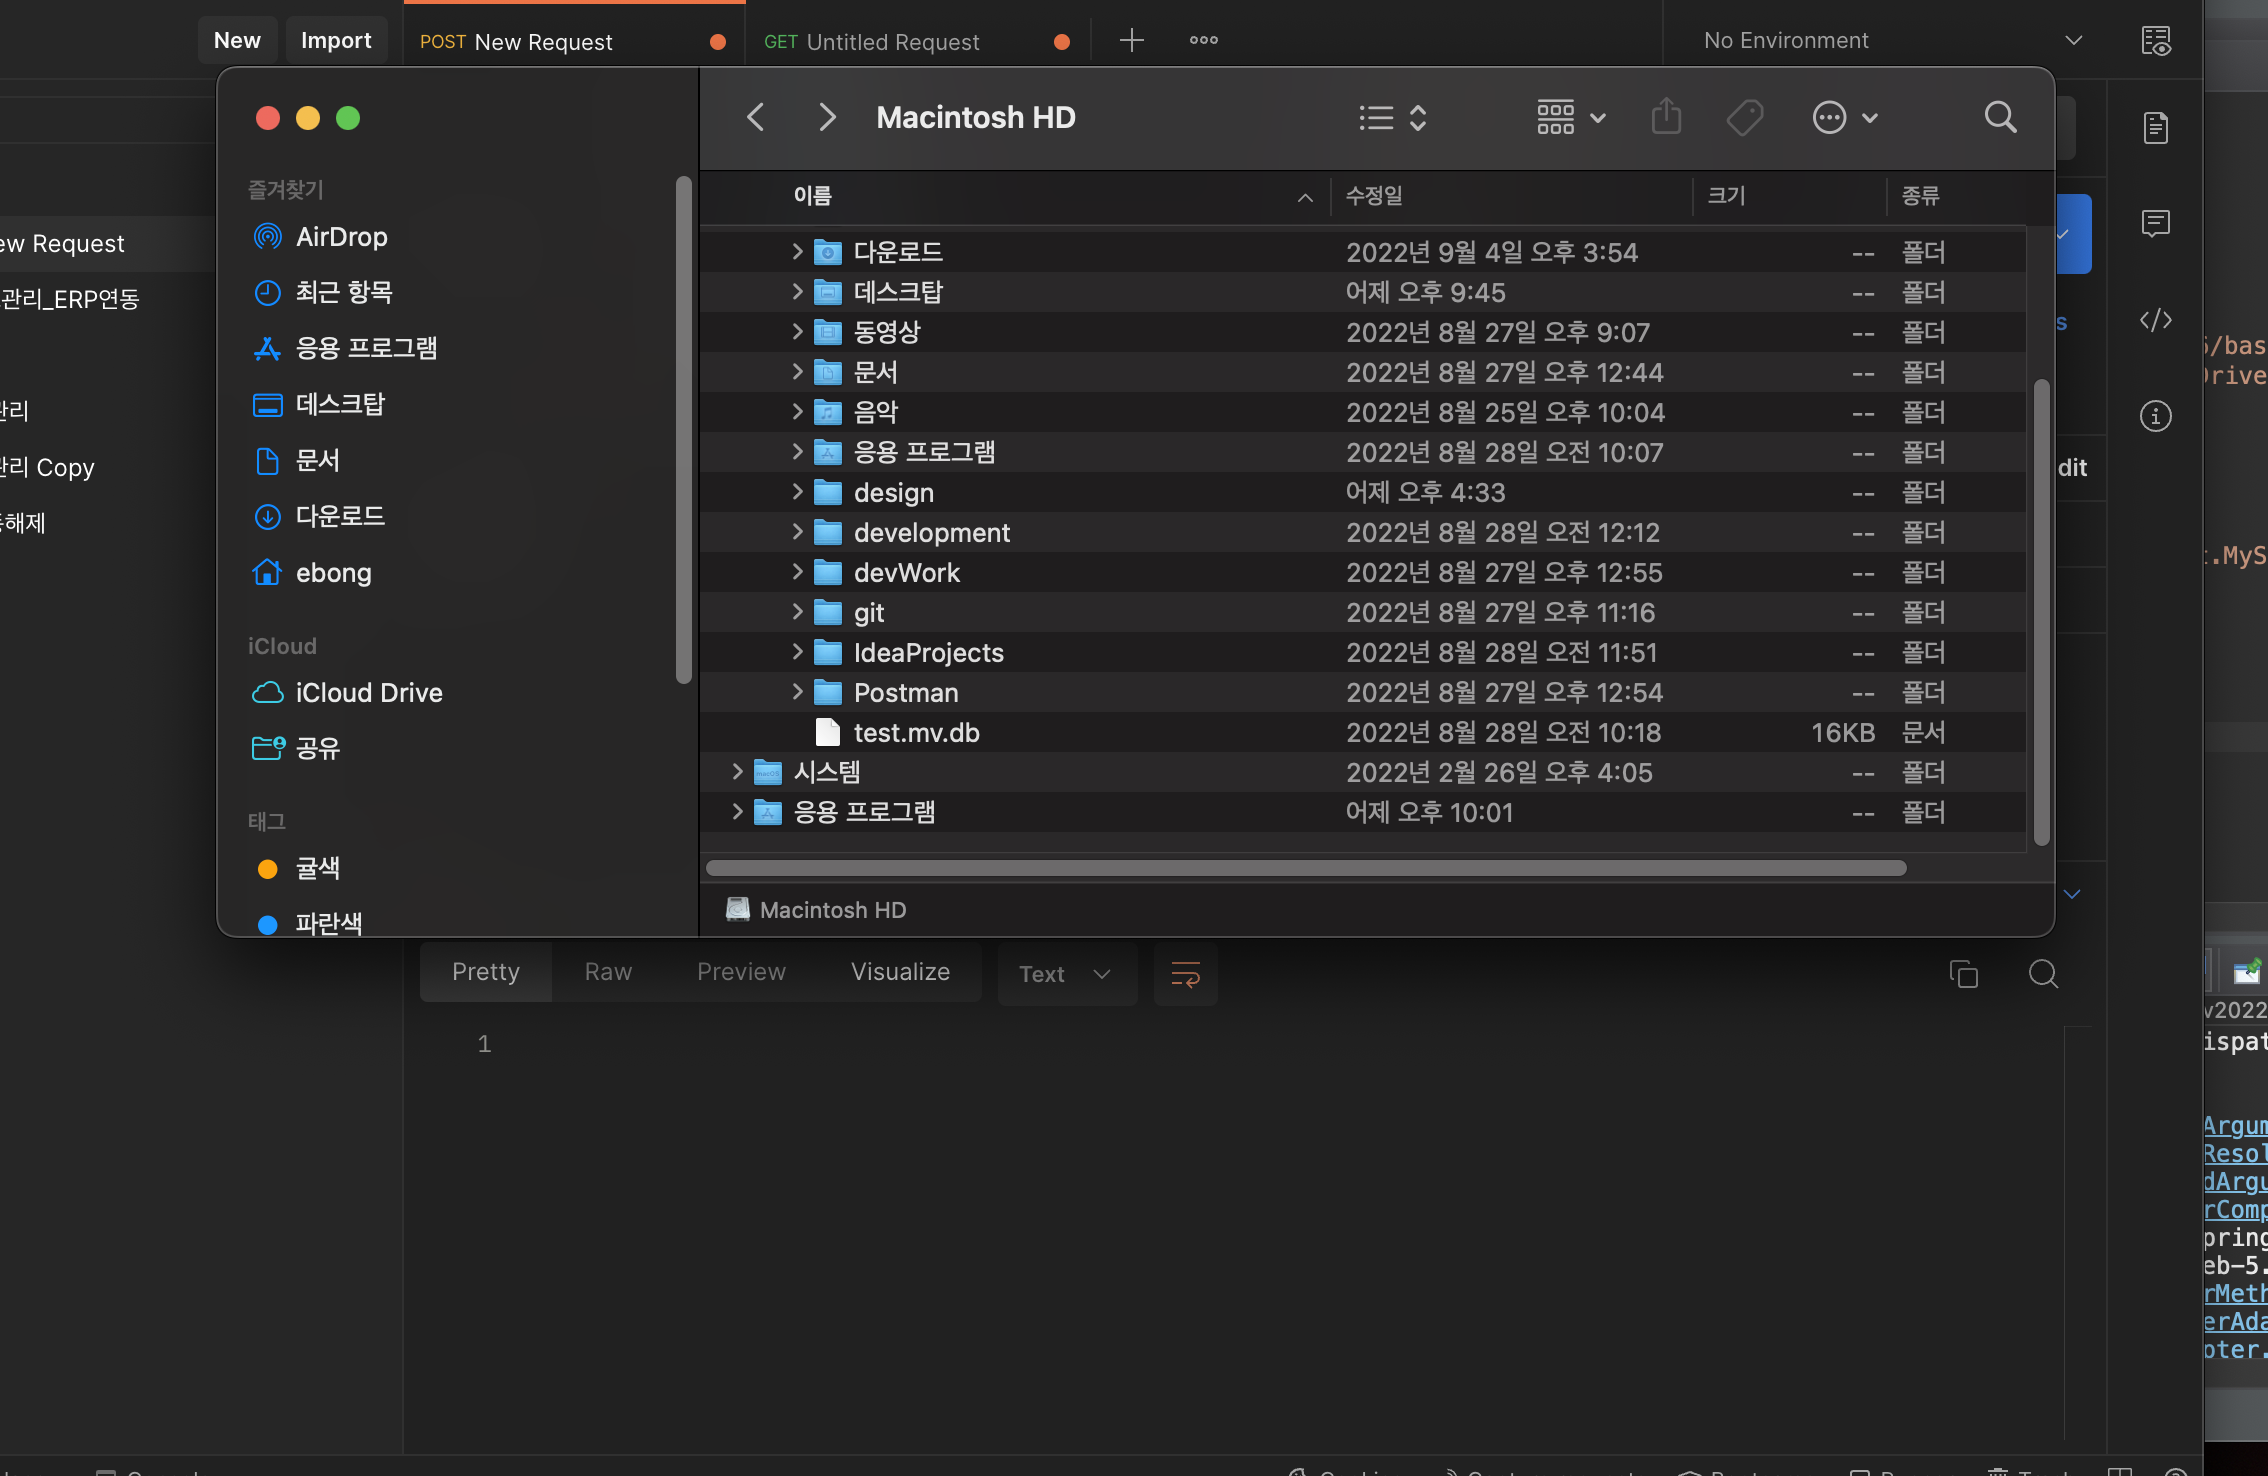 New
Import
POST New Request
GET Untitled Request
No Environment
Macintosh HD
즐겨찾기
AirDrop
최근 항목
응용 프로그램
데스크탑
문서
다운로드
ebong
iCloud
iCloud Drive
공유
태그
귤색
파란색
이름 수정일 크기 종류
다운로드 2022년 9월 4일 오후 3:54 -- 폴더
데스크탑 어제 오후 9:45 -- 폴더
동영상 2022년 8월 27일 오후 9:07 -- 폴더
문서 2022년 8월 27일 오후 12:44 -- 폴더
음악 2022년 8월 25일 오후 10:04 -- 폴더
응용 프로그램 2022년 8월 28일 오전 10:07 -- 폴더
design 어제 오후 4:33 -- 폴더
development 2022년 8월 28일 오전 12:12 -- 폴더
devWork 2022년 8월 27일 오후 12:55 -- 폴더
git 2022년 8월 27일 오후 11:16 -- 폴더
IdeaProjects 2022년 8월 28일 오전 11:51 -- 폴더
Postman 2022년 8월 27일 오후 12:54 -- 폴더
test.mv.db 2022년 8월 28일 오전 10:18 16KB 문서
시스템 2022년 2월 26일 오후 4:05 -- 폴더
응용 프로그램 어제 오후 10:01 -- 폴더
Macintosh HD
ew Request
관리_ERP연동
관리
관리 Copy
해제
s
dit
/bas
rive
.MyS
Pretty
Raw
Preview
Visualize
Text
1
v2022
ispat
Argum
Resol
dArgu
rComp
pring
eb-5.
rMeth
erAda
pter.